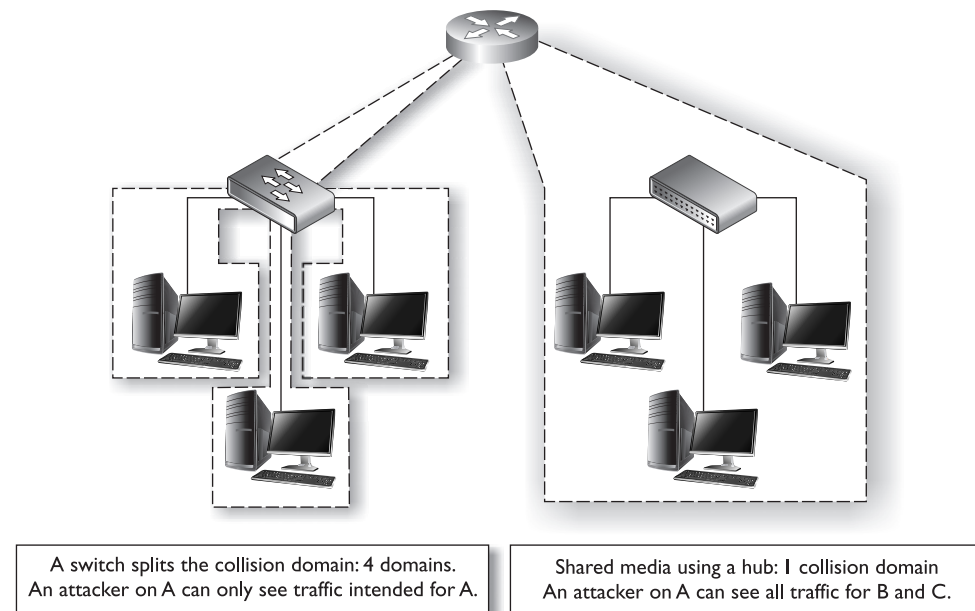 A switch splits the collision domain: 4 domains.
An attacker on A can only see traffic intended for A.
Shared media using a hub: 1 collision domain
An attacker on A can see all traffic for B and C.